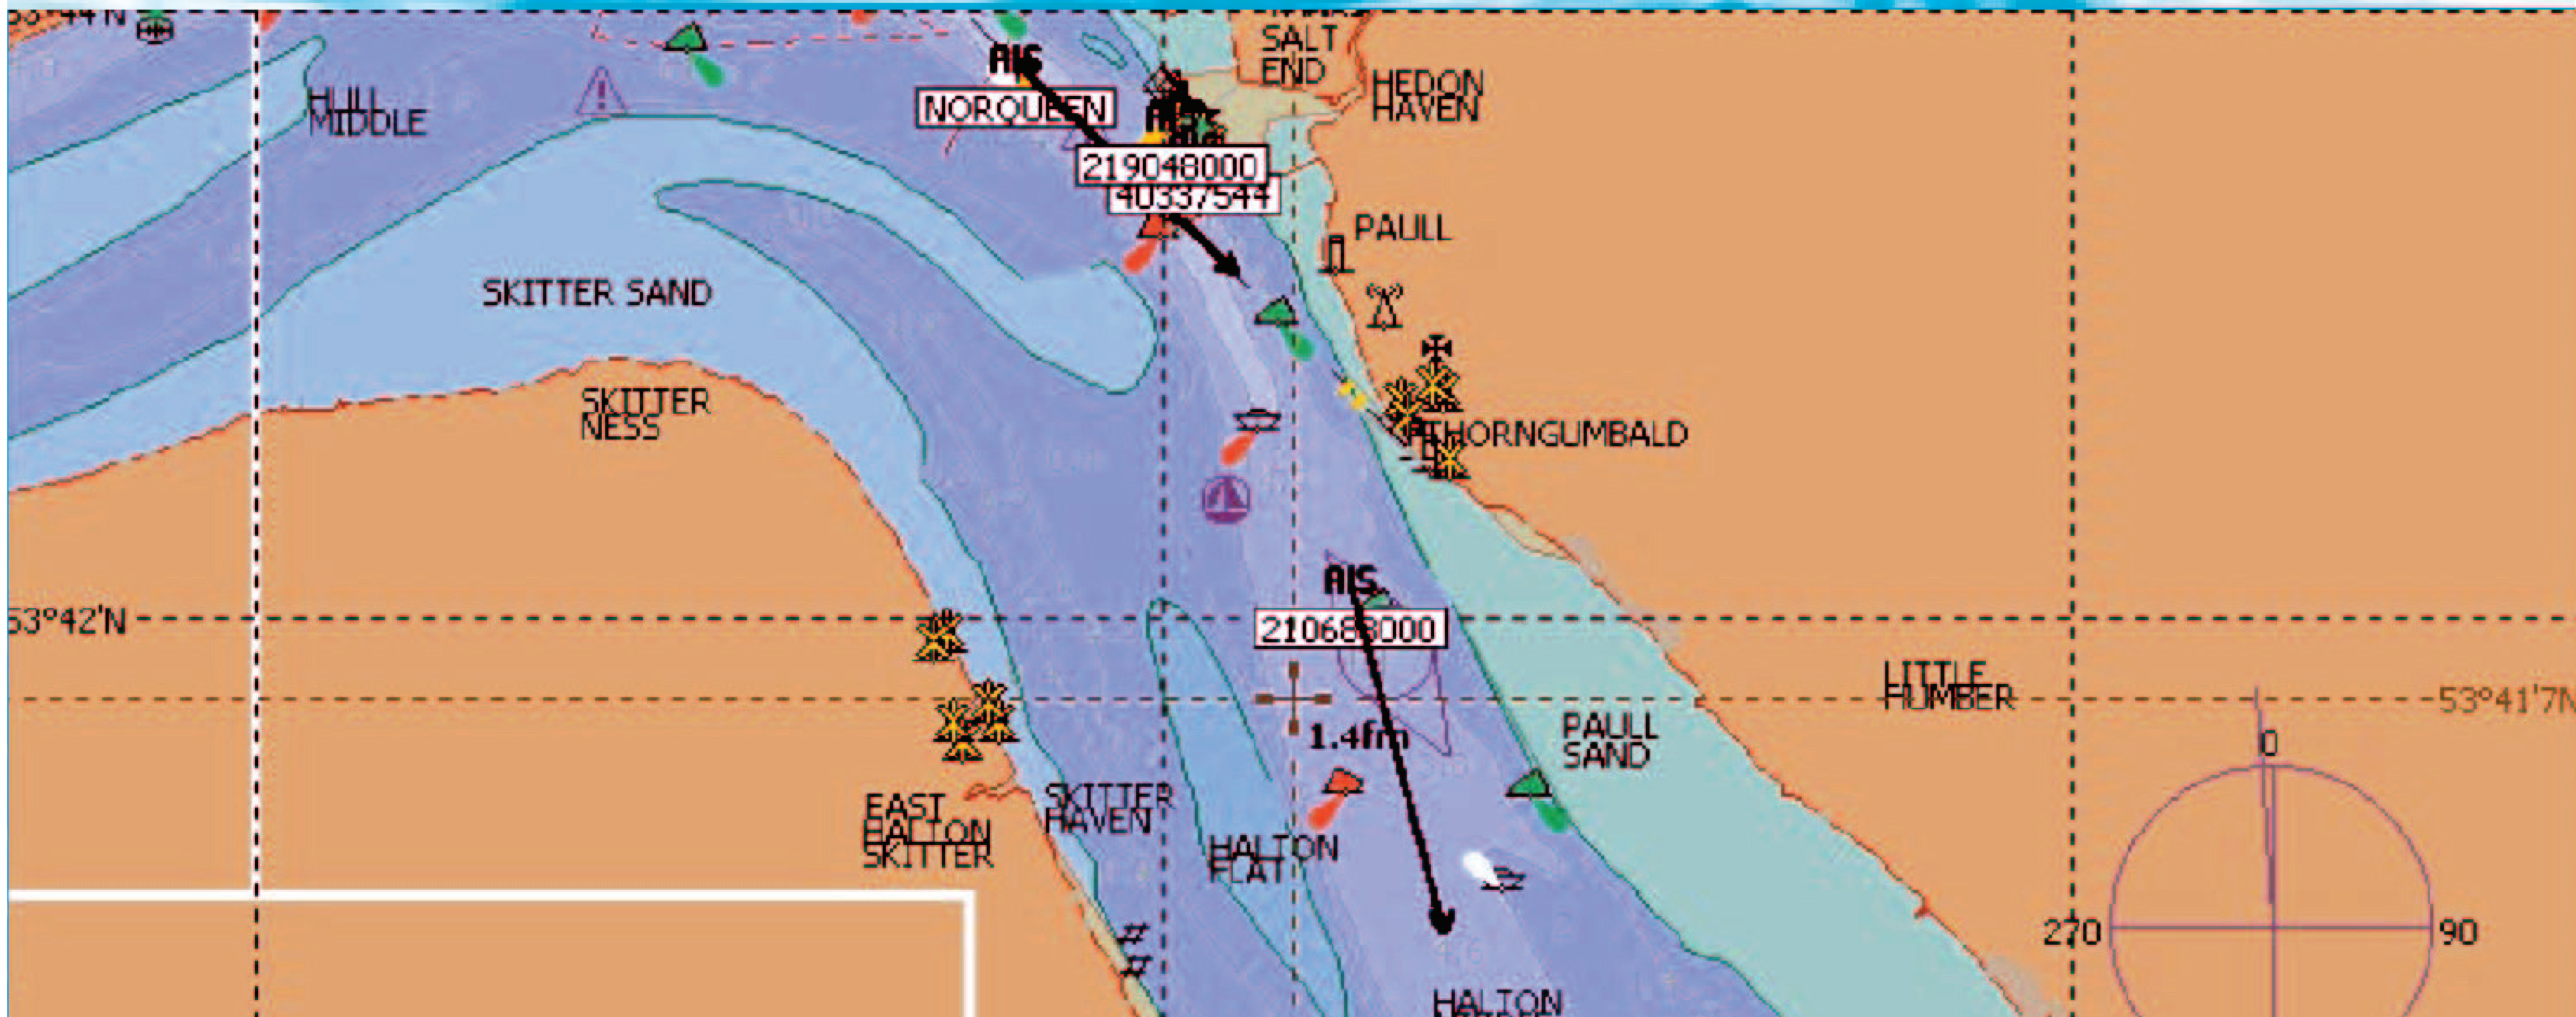 53°44'N
SALT
END
AIS
HEDON
HAVEN
HULL
MIDDLE
NORQUEEN
219048000
40337544
PAULL
SKITTER SAND
SKITTER
NESS
THORNGUMBALD
AIS
53°42'N
210683000
LITTLE
HUMBER
53°41'7N
1.4fm
PAULL
SAND
0
SKITTER
HAVEN
EAST
HALTON
SKITTER
HALTON
FLAT
270
90
HALTON